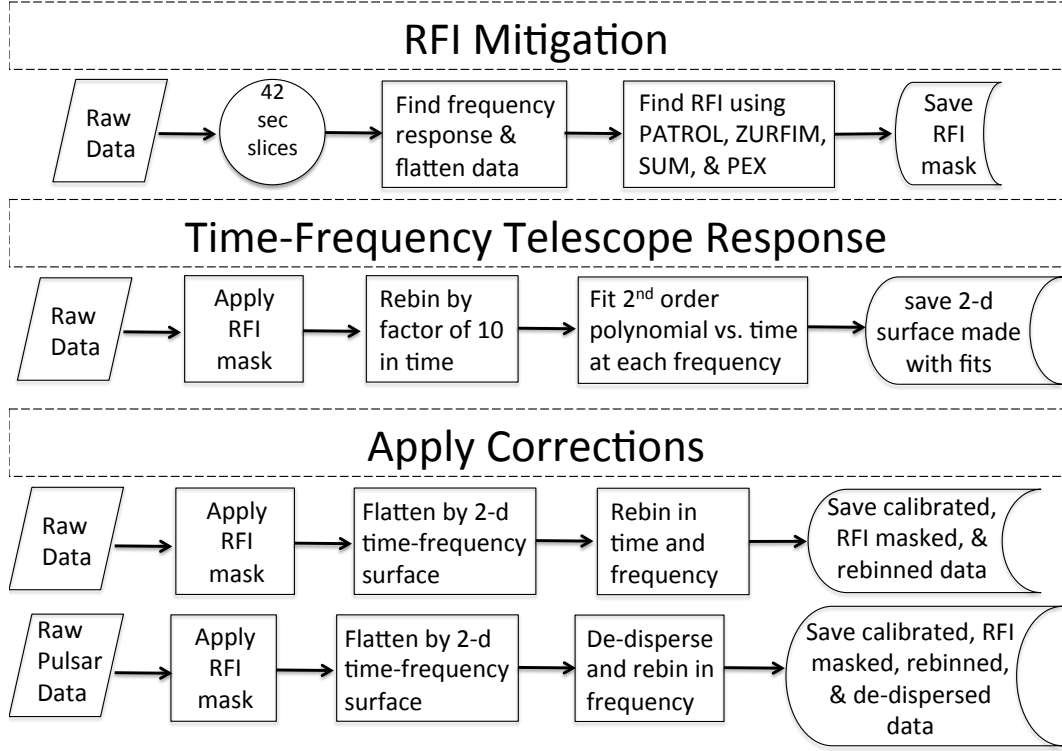 RFI Mitigation
Raw
Data
42
sec
slices
Find frequency
response &
flatten data
Find RFI using
PATROL, ZURFIM,
SUM, & PEX
Save
RFI
mask
Time-Frequency Telescope Response
Raw
Data
Apply
RFI
mask
Rebin by
factor of 10
in time
Fit 2nd order
polynomial vs. time
at each frequency
save 2-d
surface made
with fits
Apply Corrections
Raw
Data
Apply
RFI
mask
Flatten by 2-d
time-frequency
surface
Rebin in
time and
frequency
Save calibrated,
RFI masked, &
rebinned data
Raw
Pulsar
Data
Apply
RFI
mask
Flatten by 2-d
time-frequency
surface
De-disperse
and rebin in
frequency
Save calibrated, RFI
masked, rebinned,
& de-dispersed
data